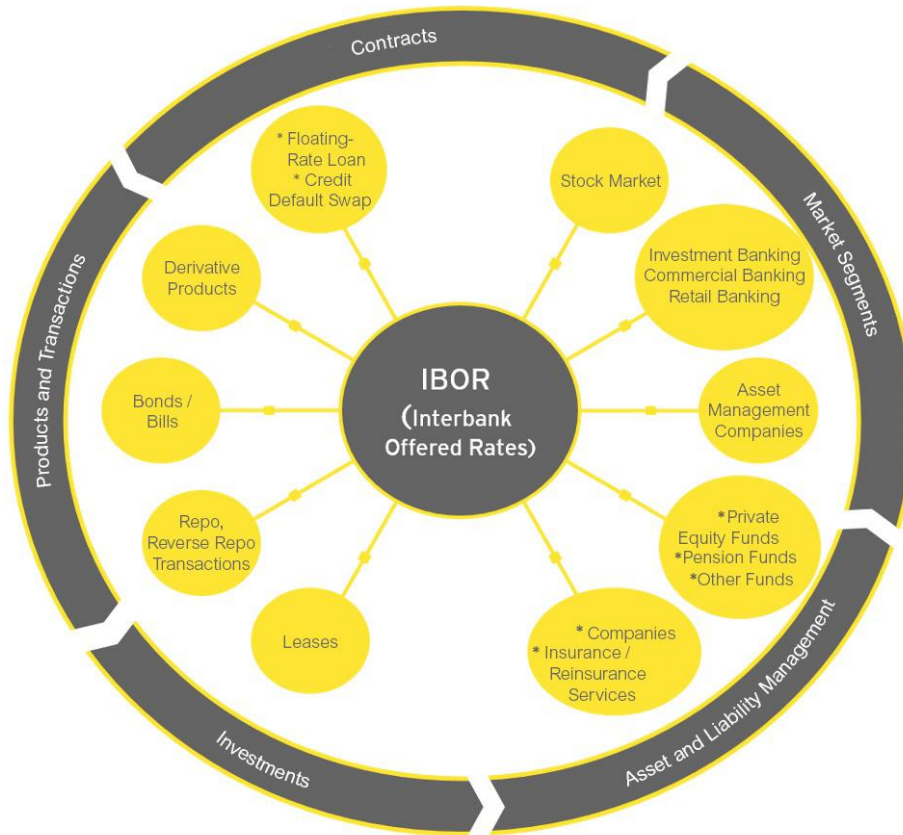 Contracts
Market Segments
Asset and Liability Management
Investments
Products and Transactions
* Floating-
Rate Loan
* Credit
Default Swap
Stock Market
Derivative
Products
Investment Banking
Commercial Banking
Retail Banking
Bonds /
Bills
IBOR
(Interbank
Offered Rates)
Asset
Management
Companies
Repo,
Reverse Repo
Transactions
*Private
Equity Funds
*Pension Funds
*Other Funds
Leases
* Companies
* Insurance /
Reinsurance
Services